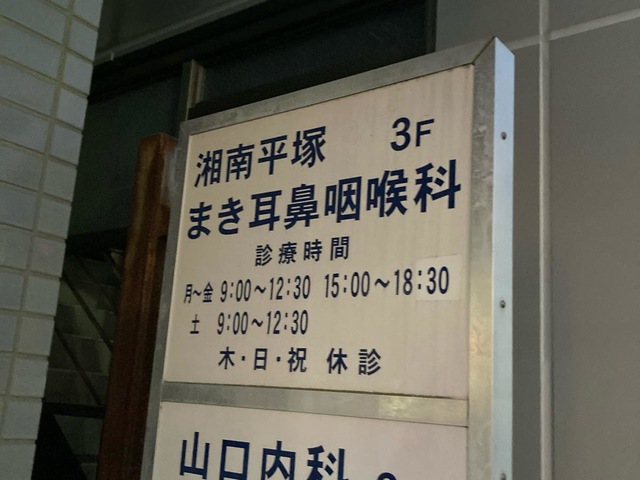 湘南平塚 3F
まき耳鼻咽喉科
診療時間
月～金 9:00～12:30 15:00～18:30
土 9:00～12:30
木・日・祝 休診
山口内科